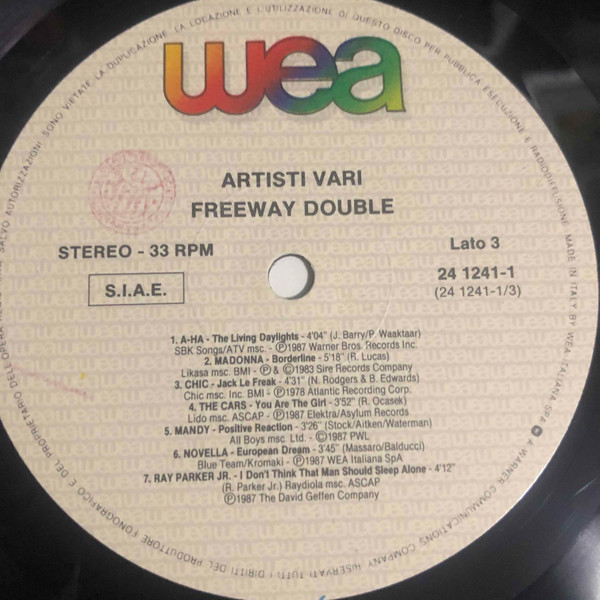 wea
ARTISTI VARI
FREEWAY DOUBLE
STEREO - 33 RPM
Lato 3
S.I.A.E.
24 1241-1
(24 1241-1/3)
1. A-HA - The Living Daylights - 4'04" (J. Barry/P. Waaktaar)
SBK Songs/ATV msc. - Ⓟ1987 Warner Bros. Records Inc.
2. MADONNA - Borderline - 5'18" (R. Lucas)
Likasa msc. BMI - Ⓟ & ©1983 Sire Records Company
3. CHIC - Jack Le Freak - 4'31" (N. Rodgers & B. Edwards)
Chic msc. Inc. BMI - Ⓟ1978 Atlantic Recording Corp.
4. THE CARS - You Are The Girl - 3'52" (R. Ocasek)
Lido msc. ASCAP - Ⓟ1987 Elektra/Asylum Records
5. MANDY - Positive Reaction - 3'26" (Stock/Aitken/Waterman)
All Boys msc. Ltd. - ©1987 PWL
6. NOVELLA - European Dream - 3'45" (Massaro/Balducci)
Blue Team/Kromaki - Ⓟ1987 WEA Italiana SpA
7. RAY PARKER JR. - I Don't Think That Man Should Sleep Alone - 4'12"
(R. Parker Jr.) Raydiola msc. ASCAP
Ⓟ1987 The David Geffen Company
SALVO AUTORIZZAZIONE SONO VIETATE LA DUPLICAZIONE LA LOCAZIONE E L'UTILIZZAZIONE DI QUESTO DISCO PER PUBBLICA ESECUZIONE E RADIODIFFUSIONE. MADE IN ITALY BY WEA ITALIANA SPA A WARNER COMMUNICATIONS COMPANY RISERVATI TUTTI I DIRITTI DEL PRODUTTORE FONOGRAFICO E DEL PROPRIETARIO DELLE OPERE